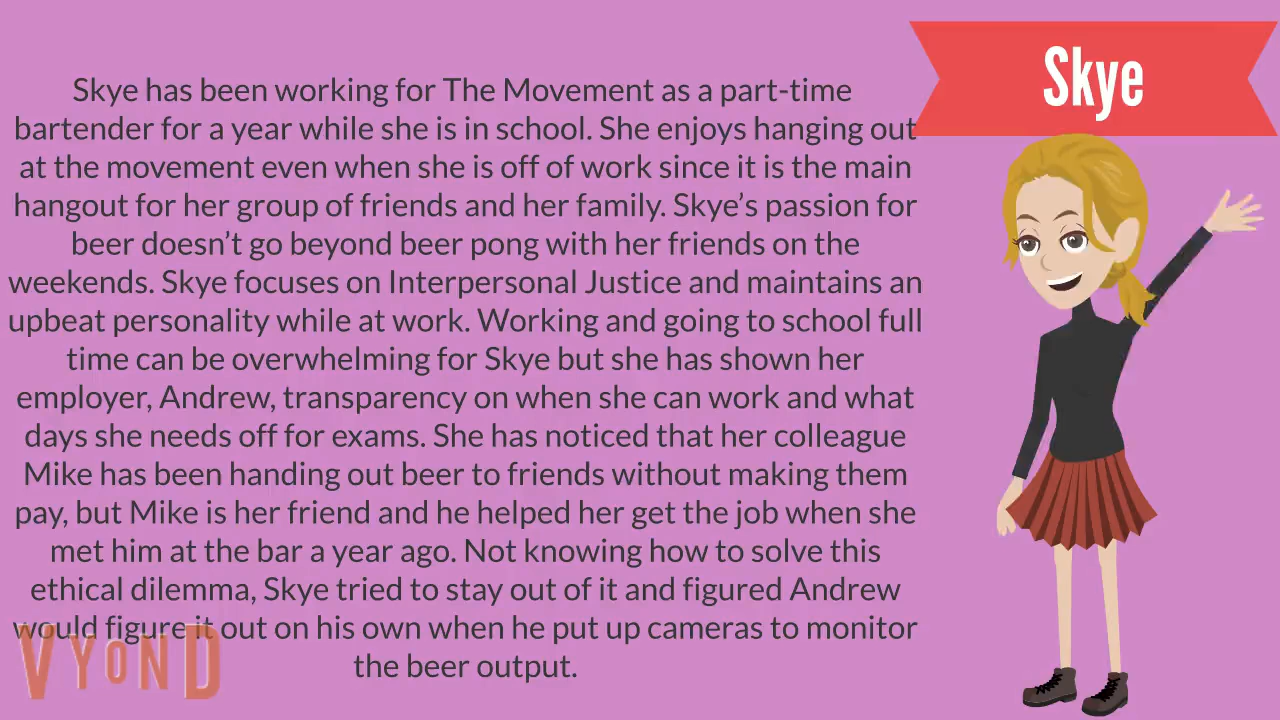 Skye
Skye has been working for The Movement as a part-time
bartender for a year while she is in school. She enjoys hanging out
at the movement even when she is off of work since it is the main
hangout for her group of friends and her family. Skye’s passion for
beer doesn’t go beyond beer pong with her friends on the
weekends. Skye focuses on Interpersonal Justice and maintains an
upbeat personality while at work. Working and going to school full
time can be overwhelming for Skye but she has shown her
employer, Andrew, transparency on when she can work and what
days she needs off for exams. She has noticed that her colleague
Mike has been handing out beer to friends without making them
pay, but Mike is her friend and he helped her get the job when she
met him at the bar a year ago. Not knowing how to solve this
ethical dilemma, Skye tried to stay out of it and figured Andrew
would figure it out on his own when he put up cameras to monitor
the beer output.
VYOND